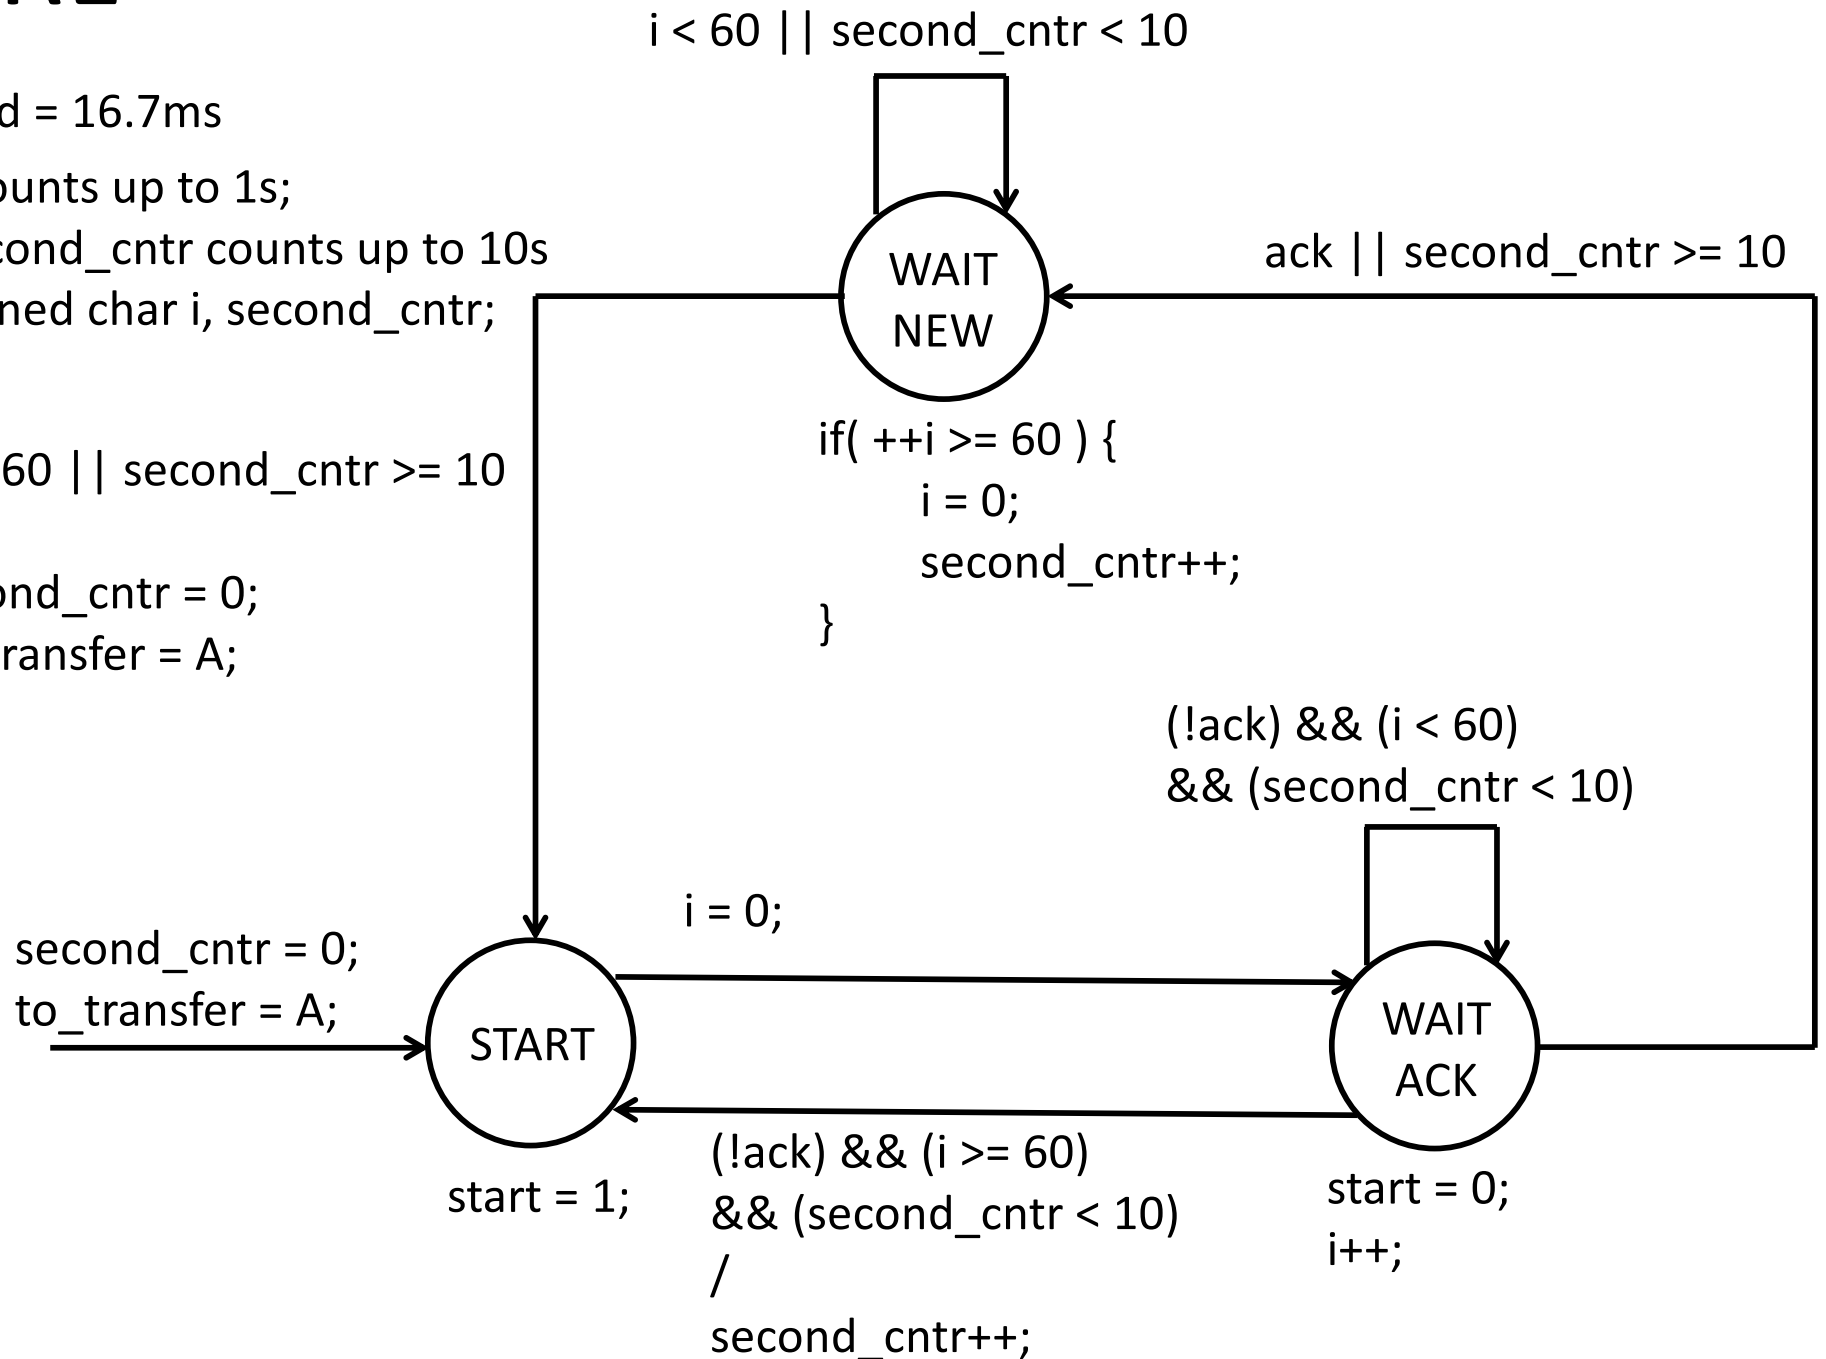 i < 60 || second_cntr < 10
d = 16.7ms
ounts up to 1s;
cond_cntr counts up to 10s
ned char i, second_cntr;
WAIT
NEW
ack || second_cntr >= 10
if( ++i >= 60 ) {
i = 0;
second_cntr++;
}
60 || second_cntr >= 10
ond_cntr = 0;
ransfer = A;
(!ack) && (i < 60)
&& (second_cntr < 10)
i = 0;
second_cntr = 0;
to_transfer = A;
START
WAIT
ACK
start = 1;
(!ack) && (i >= 60)
&& (second_cntr < 10)
/
second_cntr++;
start = 0;
i++;